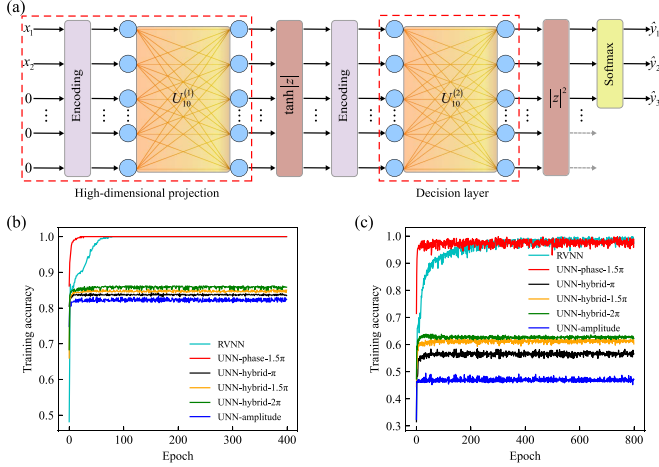 (a)
x₁
x₂
0
0
0
... ...
Encoding
U₁₀⁽¹⁾
... ...
tanh|z|
Encoding
... ...
U₁₀⁽²⁾
... ...
|z|²
Softmax
ŷ₁
ŷ₂
ŷ₃
High-dimensional projection
Decision layer
(b)
Training accuracy
1.0
0.9
0.8
0.7
0.6
0.5
RVNN
UNN-phase-1.5π
UNN-hybrid-π
UNN-hybrid-1.5π
UNN-hybrid-2π
UNN-amplitude
0 100 200 300 400
Epoch
(c)
Training accuracy
1.0
0.9
0.8
0.7
0.6
0.5
0.4
0.3
RVNN
UNN-phase-1.5π
UNN-hybrid-π
UNN-hybrid-1.5π
UNN-hybrid-2π
UNN-amplitude
0 200 400 600 800
Epoch